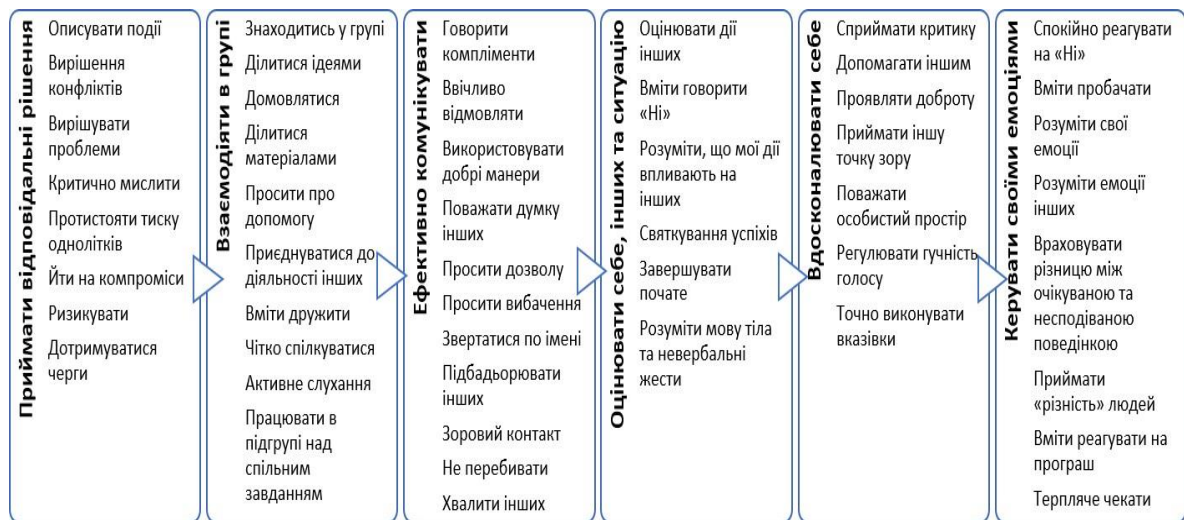 Приймати відповідальні рішення
Описувати події
Вирішення
конфліктів
Вирішувати
проблеми
Критично мислити
Протистояти тиску
однолітків
Йти на компроміси
Ризикувати
Дотримуватися
черги
Взаємодіяти в групі
Знаходитись у групі
Ділитися ідеями
Домовлятися
Ділитися
матеріалами
Просити про
допомогу
Приєднуватися до
діяльності інших
Вміти дружити
Чітко спілкуватися
Активне слухання
Працювати в
підгрупі над
спільним
завданням
Ефективно комунікувати
Говорити
компліменти
Ввічливо
відмовляти
Використовувати
добрі манери
Поважати думку
інших
Просити дозволу
Просити вибачення
Звертатися по імені
Підбадьорювати
інших
Зоровий контакт
Не перебивати
Хвалити інших
Оцінювати себе, інших та ситуацію
Оцінювати дії
інших
Вміти говорити
«Ні»
Розуміти, що мої дії
впливають на
інших
Святкування успіхів
Завершувати
почате
Розуміти мову тіла
та невербальні
жести
Вдосконалювати себе
Сприймати критику
Допомагати іншим
Проявляти доброту
Приймати іншу
точку зору
Поважати
особистий простір
Регулювати гучність
голосу
Точно виконувати
вказівки
Керувати своїми емоціями
Спокійно реагувати
на «Ні»
Вміти пробачати
Розуміти свої
емоції
Розуміти емоції
інших
Враховувати
різницю між
очікуваною та
несподіваною
поведінкою
Приймати
«різність» людей
Вміти реагувати на
програш
Терпляче чекати